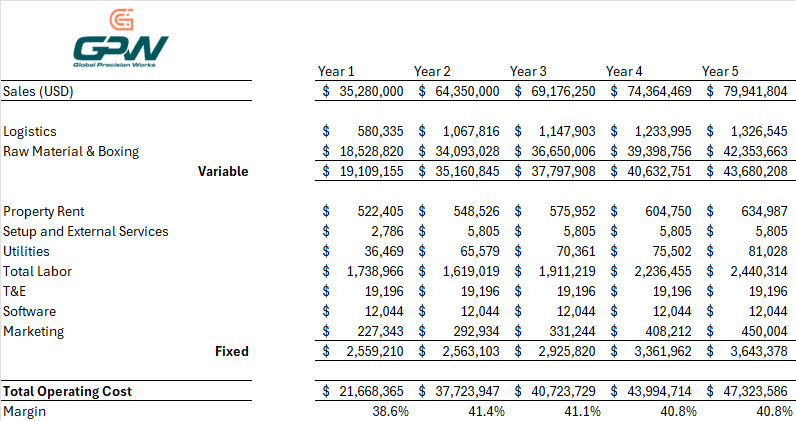 GPW
Global Precision Works
Year 1 Year 2 Year 3 Year 4 Year 5
Sales (USD) $ 35,280,000 $ 64,350,000 $ 69,176,250 $ 74,364,469 $ 79,941,804
Logistics $ 580,335 $ 1,067,816 $ 1,147,903 $ 1,233,995 $ 1,326,545
Raw Material & Boxing $ 18,528,820 $ 34,093,028 $ 36,650,006 $ 39,398,756 $ 42,353,663
Variable $ 19,109,155 $ 35,160,845 $ 37,797,908 $ 40,632,751 $ 43,680,208
Property Rent $ 522,405 $ 548,526 $ 575,952 $ 604,750 $ 634,987
Setup and External Services $ 2,786 $ 5,805 $ 5,805 $ 5,805 $ 5,805
Utilities $ 36,469 $ 65,579 $ 70,361 $ 75,502 $ 81,028
Total Labor $ 1,738,966 $ 1,619,019 $ 1,911,219 $ 2,236,455 $ 2,440,314
T&E $ 19,196 $ 19,196 $ 19,196 $ 19,196 $ 19,196
Software $ 12,044 $ 12,044 $ 12,044 $ 12,044 $ 12,044
Marketing $ 227,343 $ 292,934 $ 331,244 $ 408,212 $ 450,004
Fixed $ 2,559,210 $ 2,563,103 $ 2,925,820 $ 3,361,962 $ 3,643,378
Total Operating Cost $ 21,668,365 $ 37,723,947 $ 40,723,729 $ 43,994,714 $ 47,323,586
Margin 38.6% 41.4% 41.1% 40.8% 40.8%